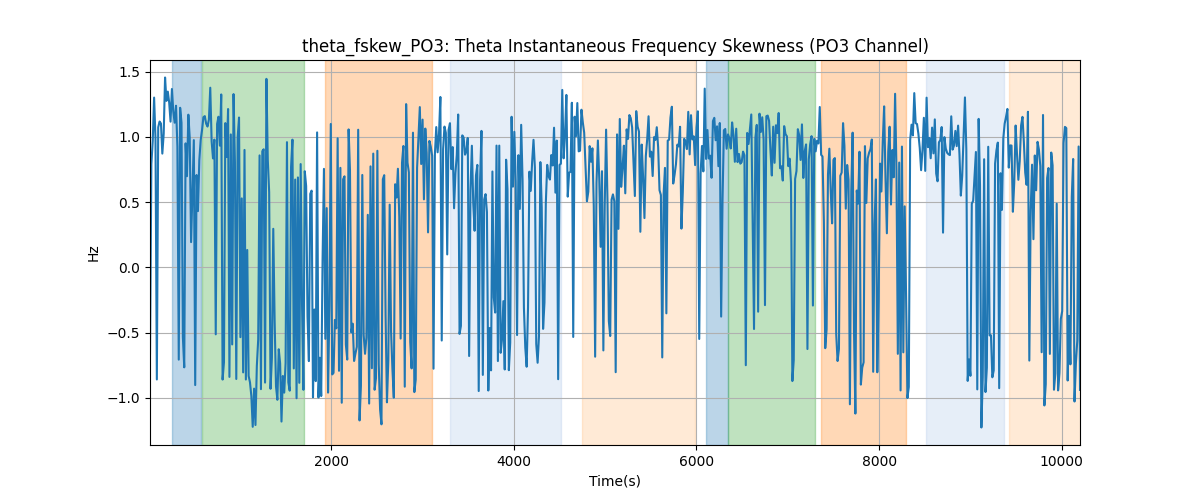 theta_fskew_PO3: Theta Instantaneous Frequency Skewness (PO3 Channel)
1.5
1.0
0.5
0.0
−0.5
−1.0
Hz
2000 4000 6000 8000 10000
Time(s)